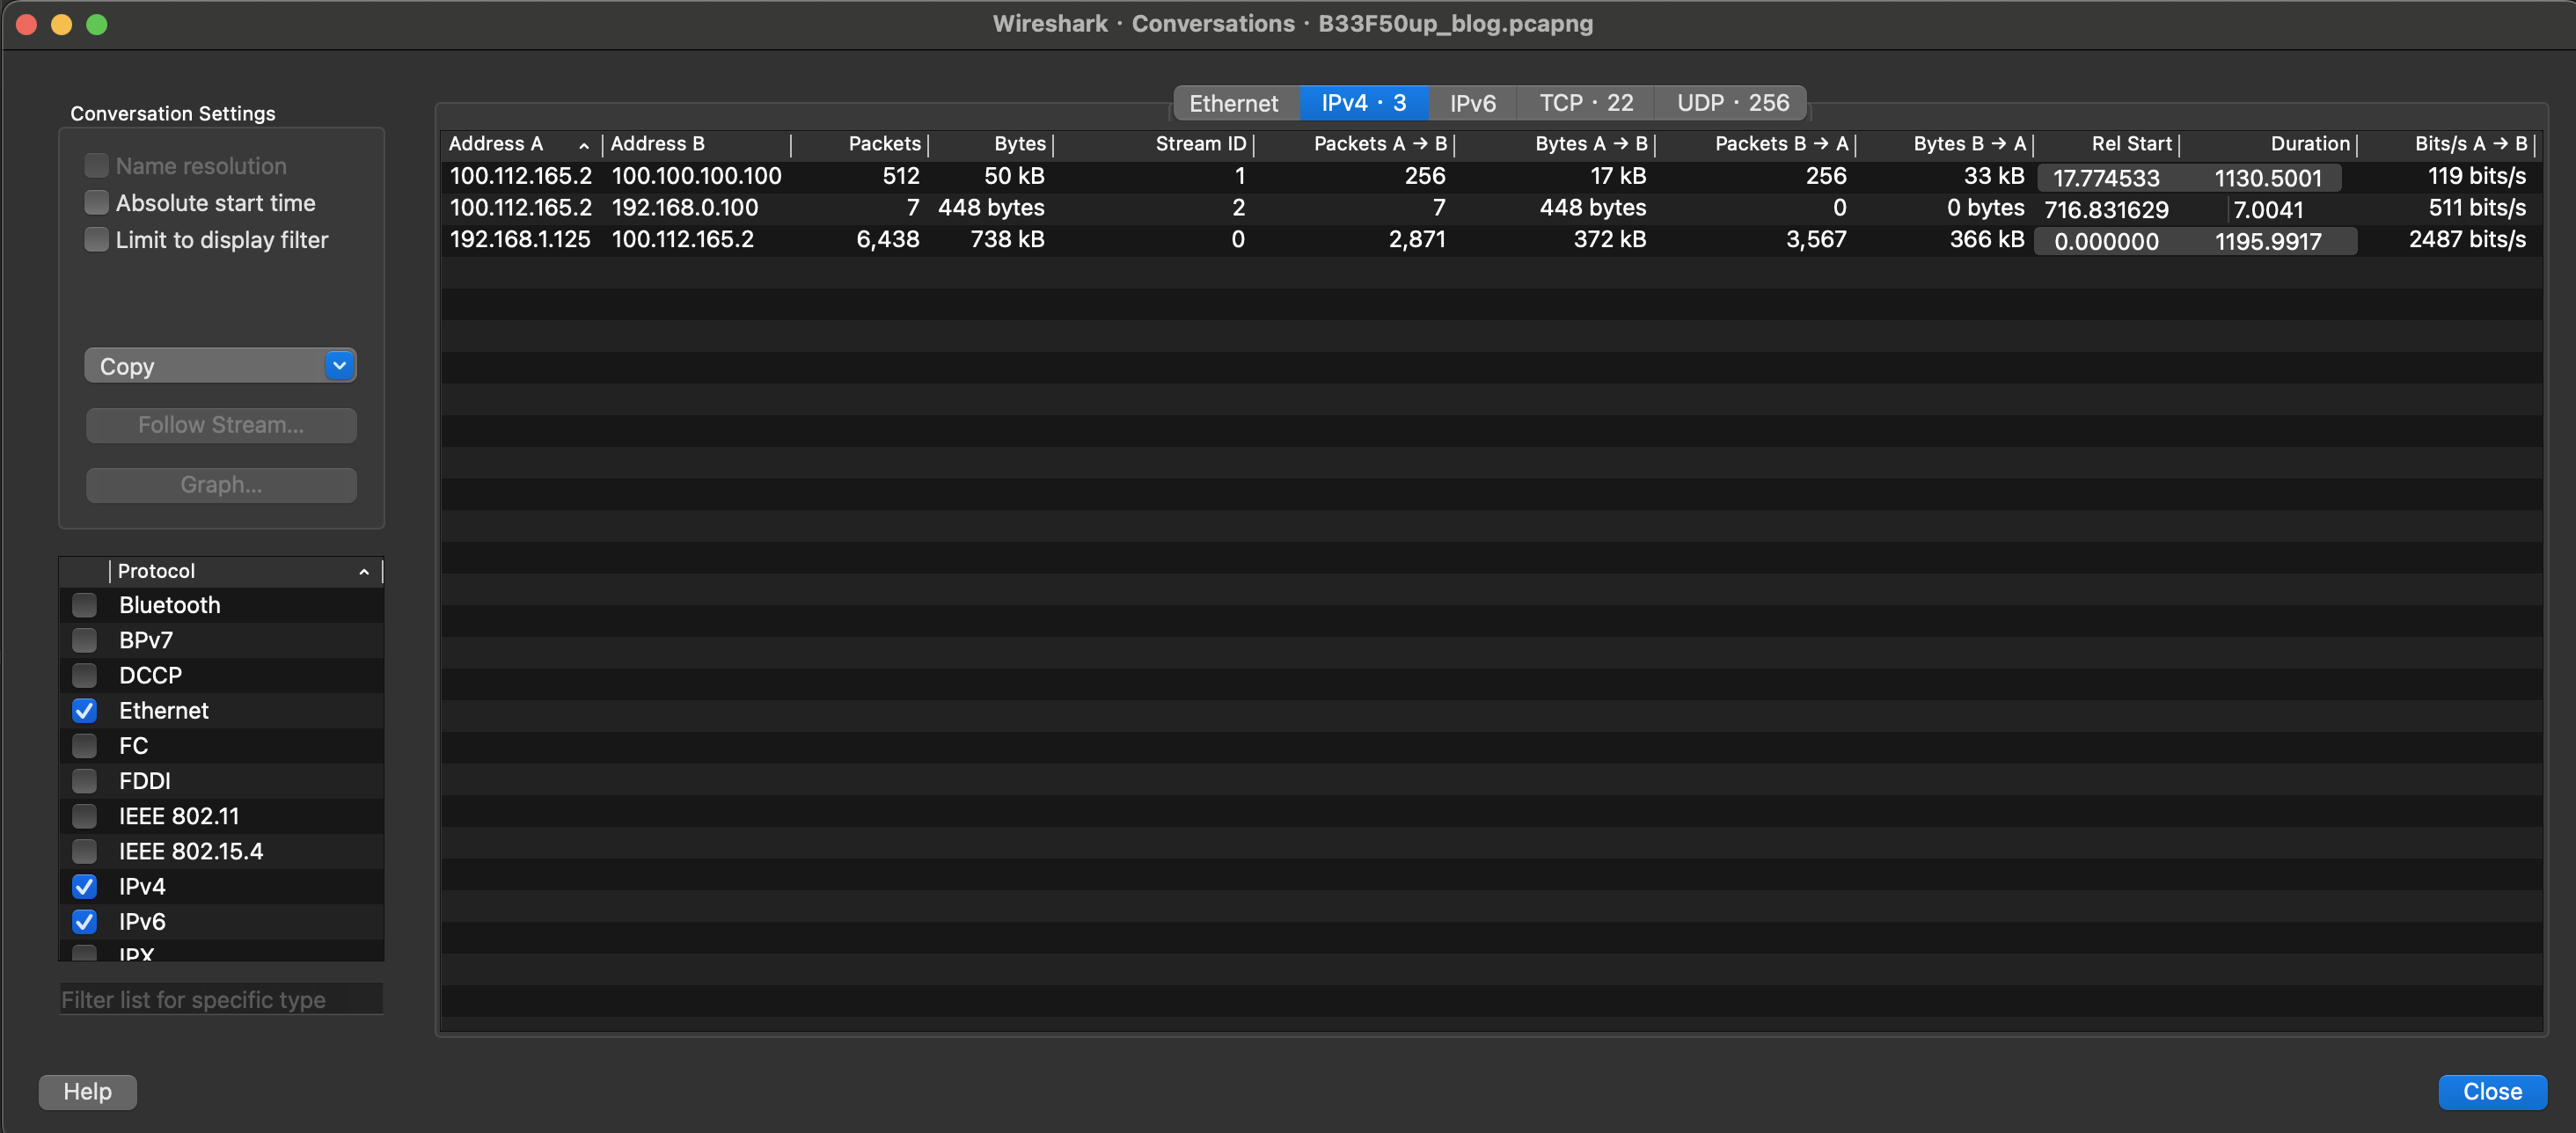 Wireshark · Conversations · B33F50up_blog.pcapng
Conversation Settings
Name resolution
Absolute start time
Limit to display filter
Copy
Follow Stream...
Graph...
Protocol
Bluetooth
BPv7
DCCP
Ethernet
FC
FDDI
IEEE 802.11
IEEE 802.15.4
IPv4
IPv6
IPX
Filter list for specific type
Help
Ethernet IPv4 · 3 IPv6 TCP · 22 UDP · 256
Address A Address B Packets Bytes Stream ID Packets A → B Bytes A → B Packets B → A Bytes B → A Rel Start Duration Bits/s A → B
100.112.165.2 100.100.100.100 512 50 kB 1 256 17 kB 256 33 kB 17.774533 1130.5001 119 bits/s
100.112.165.2 192.168.0.100 7 448 bytes 2 7 448 bytes 0 0 bytes 716.831629 7.0041 511 bits/s
192.168.1.125 100.112.165.2 6,438 738 kB 0 2,871 372 kB 3,567 366 kB 0.000000 1195.9917 2487 bits/s
Close